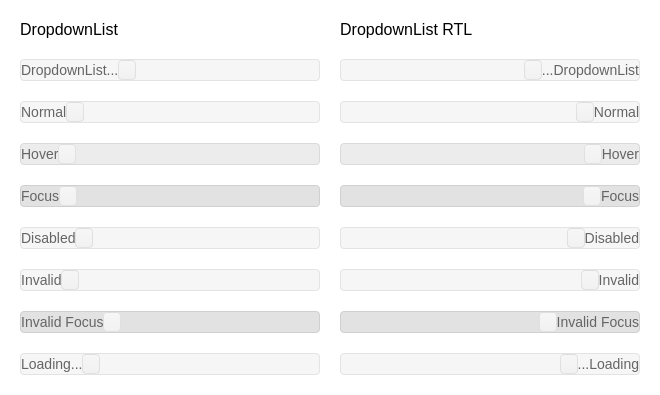 DropdownList
DropdownList RTL
DropdownList...
...DropdownList
Normal
Normal
Hover
Hover
Focus
Focus
Disabled
Disabled
Invalid
Invalid
Invalid Focus
Invalid Focus
Loading...
...Loading